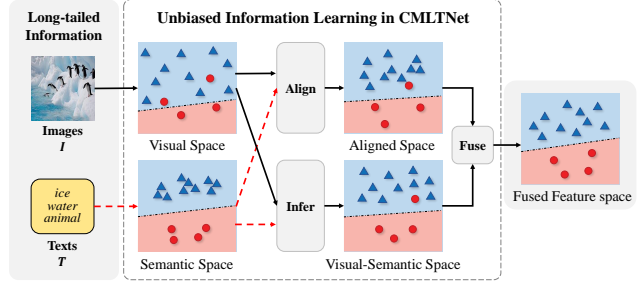 Long-tailed
Information
Unbiased Information Learning in CMLTNet
Images
I
Visual Space
Align
Aligned Space
Fuse
Fused Feature space
ice
water
animal
Texts
T
Semantic Space
Infer
Visual-Semantic Space